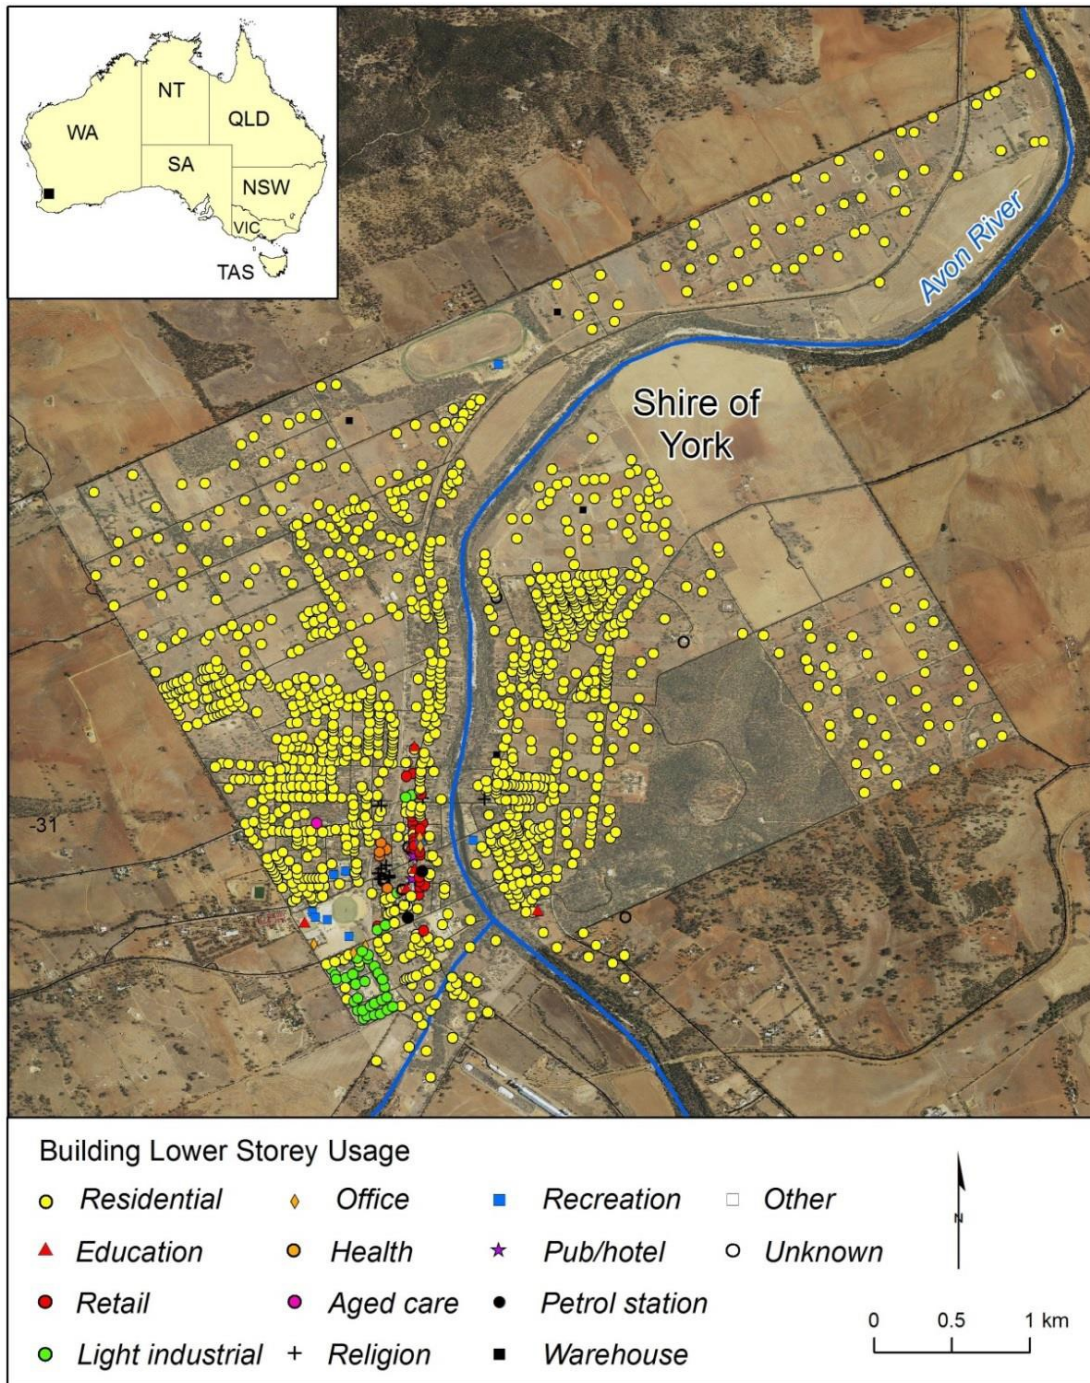 NT
WA
QLD
SA
NSW
VIC
TAS
Avon River
Shire of
York
-31
Building Lower Storey Usage
Residential
Office
Recreation
Other
Education
Health
Pub/hotel
Unknown
Retail
Aged care
Petrol station
Light industrial
Religion
Warehouse
N
0 0.5 1 km